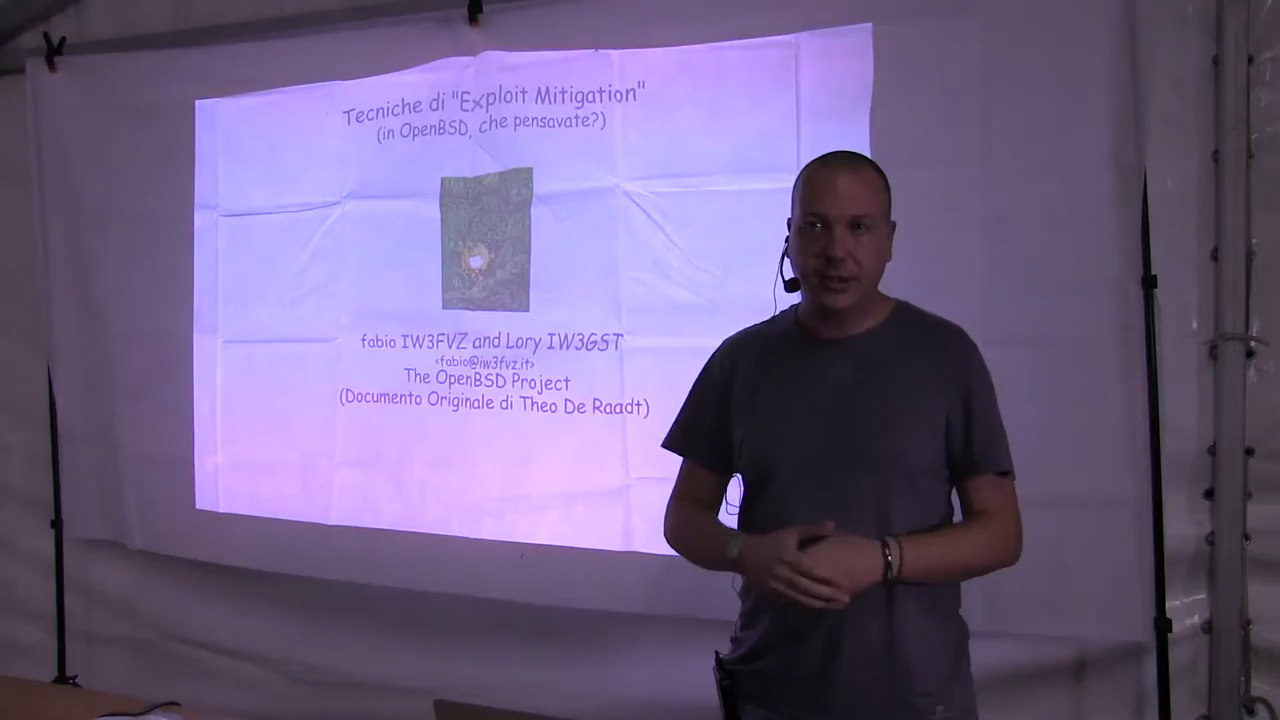 Tecniche di "Exploit Mitigation"
(in OpenBSD, che pensavate?)
fabio IW3FVZ and Lory IW3GST
<fabio@iw3fvz.it>
The OpenBSD Project
(Documento Originale di Theo De Raadt)